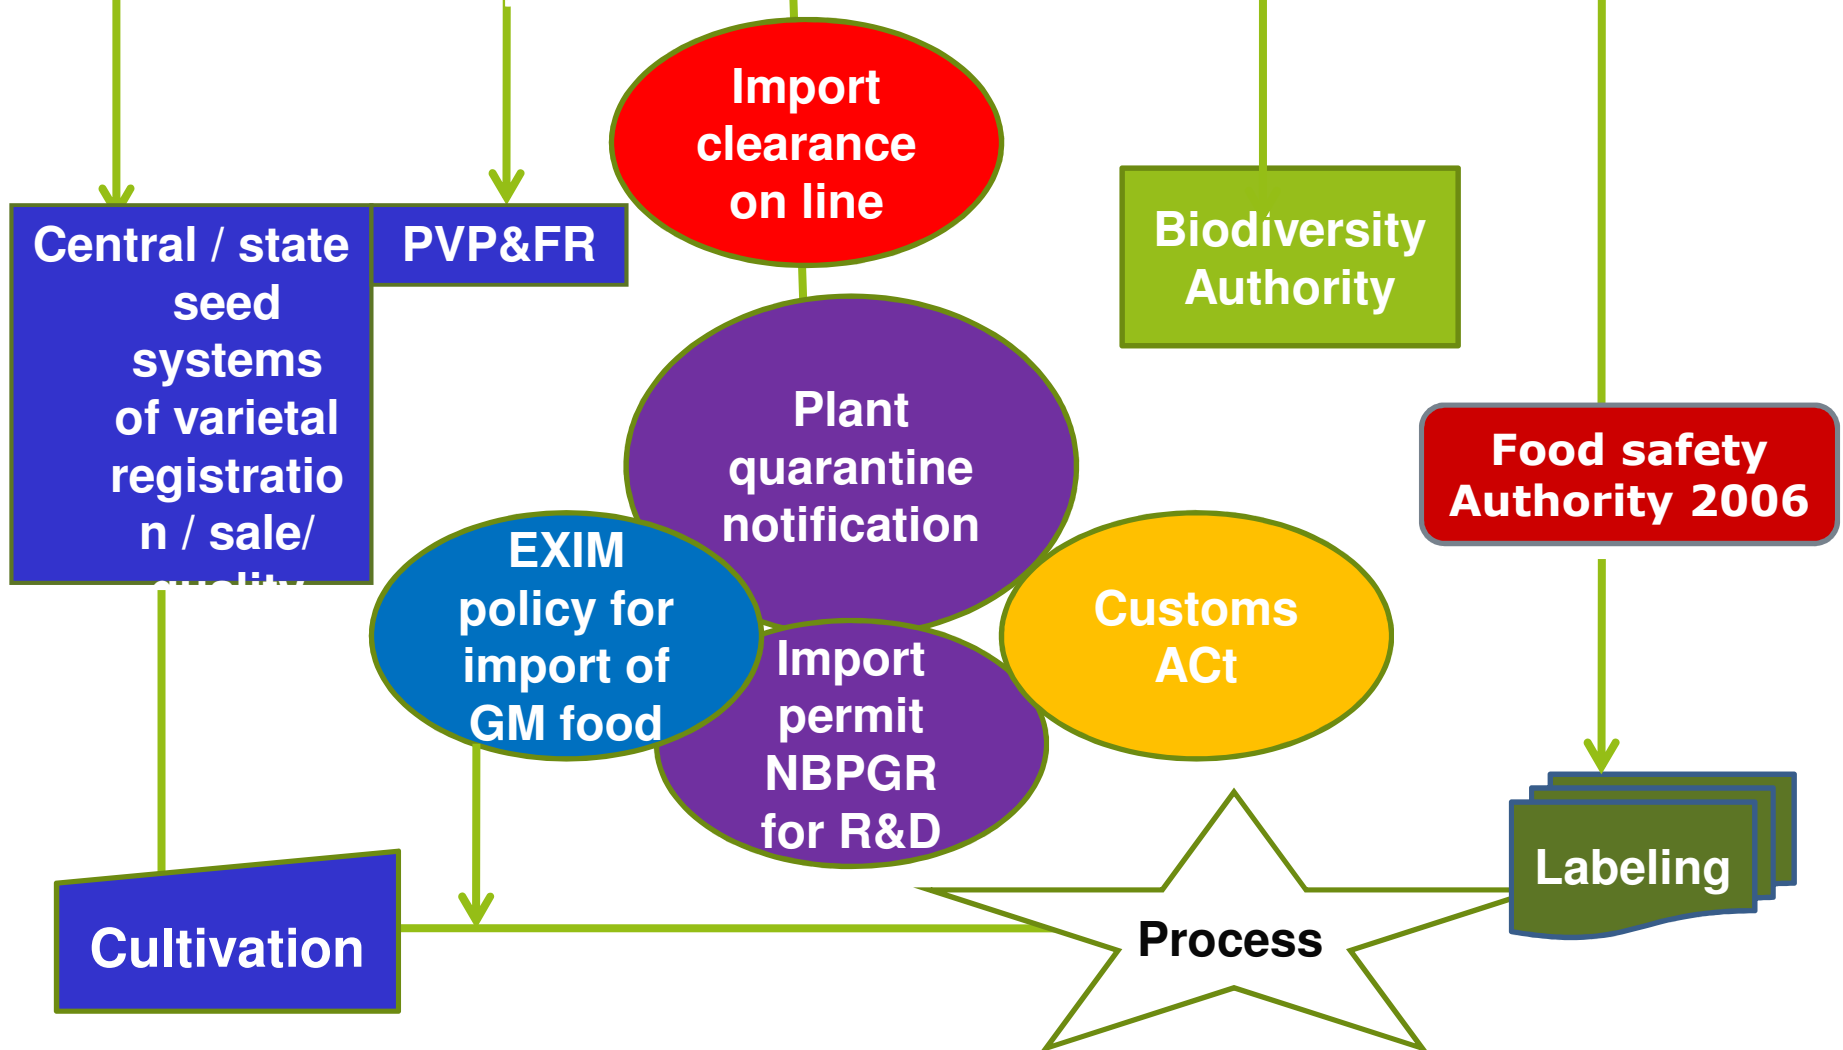 Import
clearance
on line
Central / state
seed
systems
of varietal
registratio
n / sale/
quality
PVP&FR
Biodiversity
Authority
Plant
quarantine
notification
Food safety
Authority 2006
EXIM
policy for
import of
GM food
Customs
ACt
Import
permit
NBPGR
for R&D
Labeling
Cultivation
Process